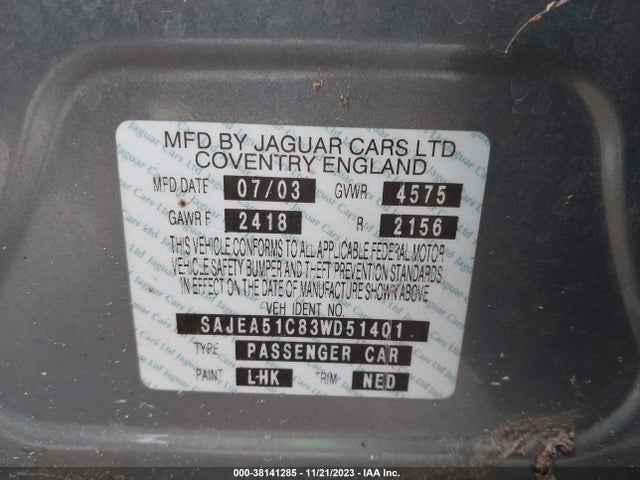 MFD BY JAGUAR CARS LTD
COVENTRY ENGLAND
MFD DATE 07/03 GVWR 4575
GAWR F 2418 R 2156
THIS VEHICLE CONFORMS TO ALL APPLICABLE FEDERAL MOTOR
VEHICLE SAFETY BUMPER AND THEFT PREVENTION STANDARDS
IN EFFECT ON THE DATE OF MANUFACTURE SHOWN ABOVE
VEH IDENT NO.
SAJEA51C83WD51401
TYPE PASSENGER CAR
PAINT LHK TRIM NED
000-38141285 - 11/21/2023 - IAA Inc.